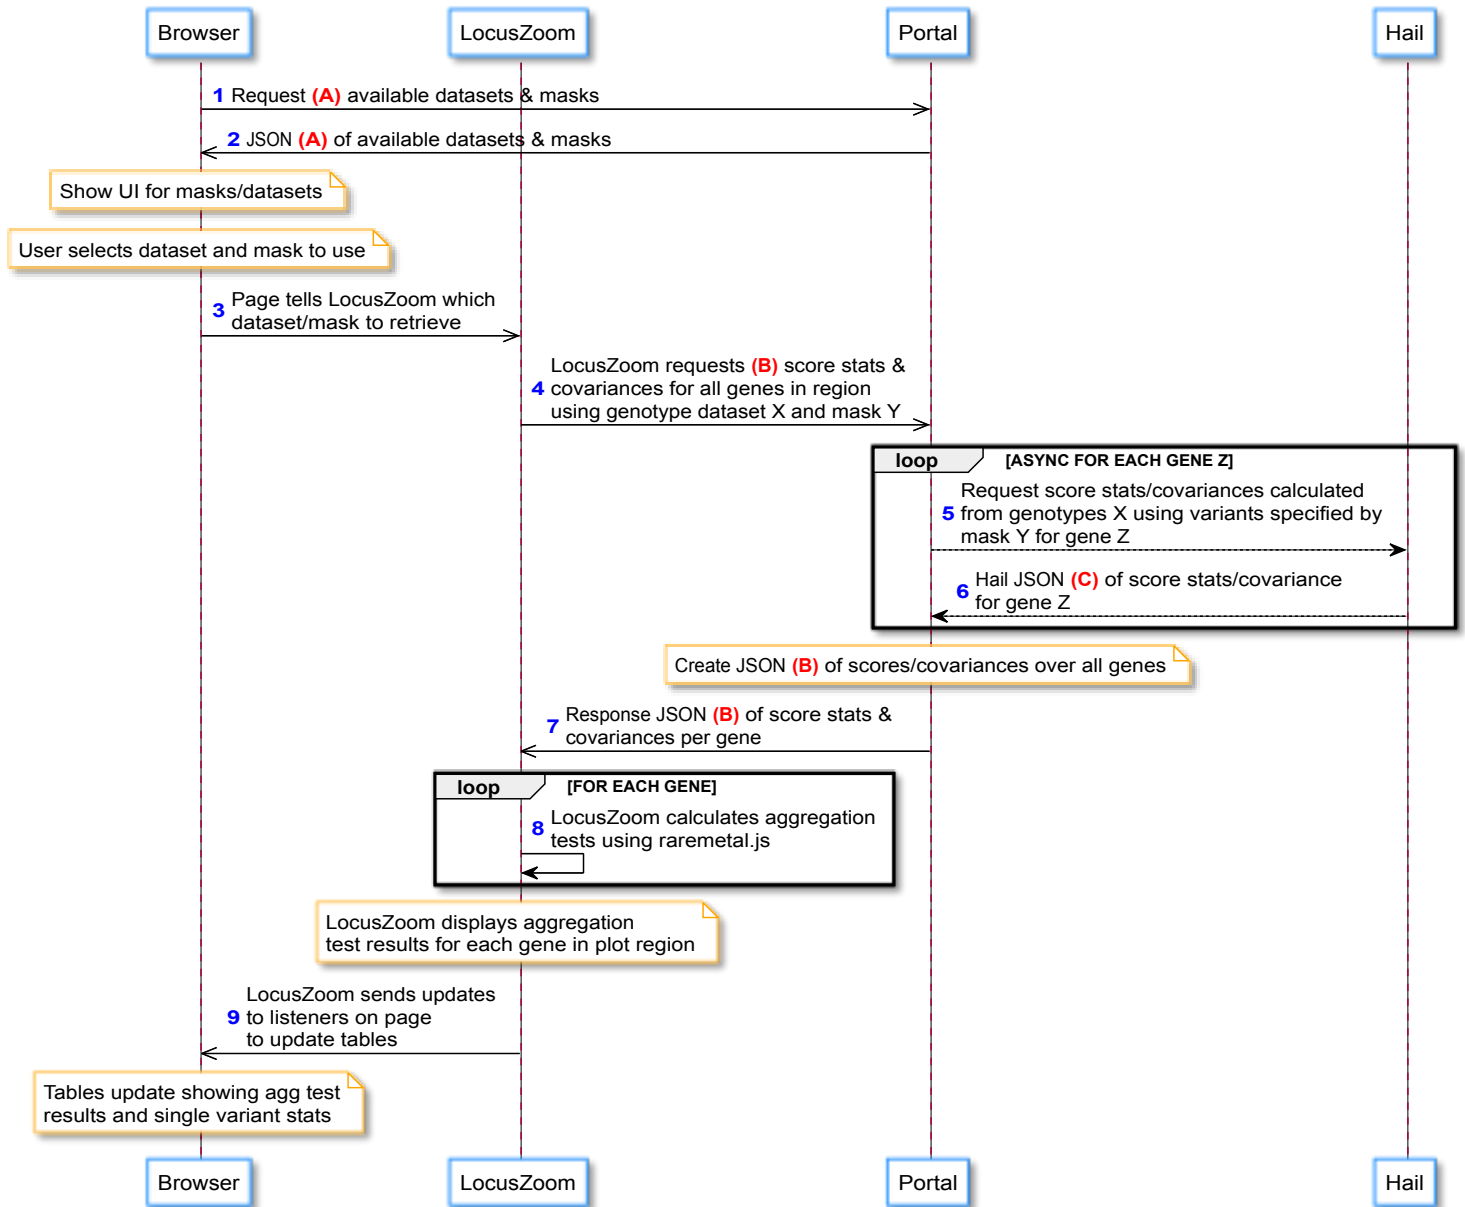 Browser
LocusZoom
Portal
Hail
1 Request (A) available datasets & masks
2 JSON (A) of available datasets & masks
Show UI for masks/datasets
User selects dataset and mask to use
3 Page tells LocusZoom which
dataset/mask to retrieve
LocusZoom requests (B) score stats &
4 covariances for all genes in region
using genotype dataset X and mask Y
loop [ASYNC FOR EACH GENE Z]
Request score stats/covariances calculated
5 from genotypes X using variants specified by
mask Y for gene Z
6 Hail JSON (C) of score stats/covariance
for gene Z
Create JSON (B) of scores/covariances over all genes
7 Response JSON (B) of score stats &
covariances per gene
loop [FOR EACH GENE]
8 LocusZoom calculates aggregation
tests using raremetal.js
LocusZoom displays aggregation
test results for each gene in plot region
LocusZoom sends updates
9 to listeners on page
to update tables
Tables update showing agg test
results and single variant stats
Browser
LocusZoom
Portal
Hail